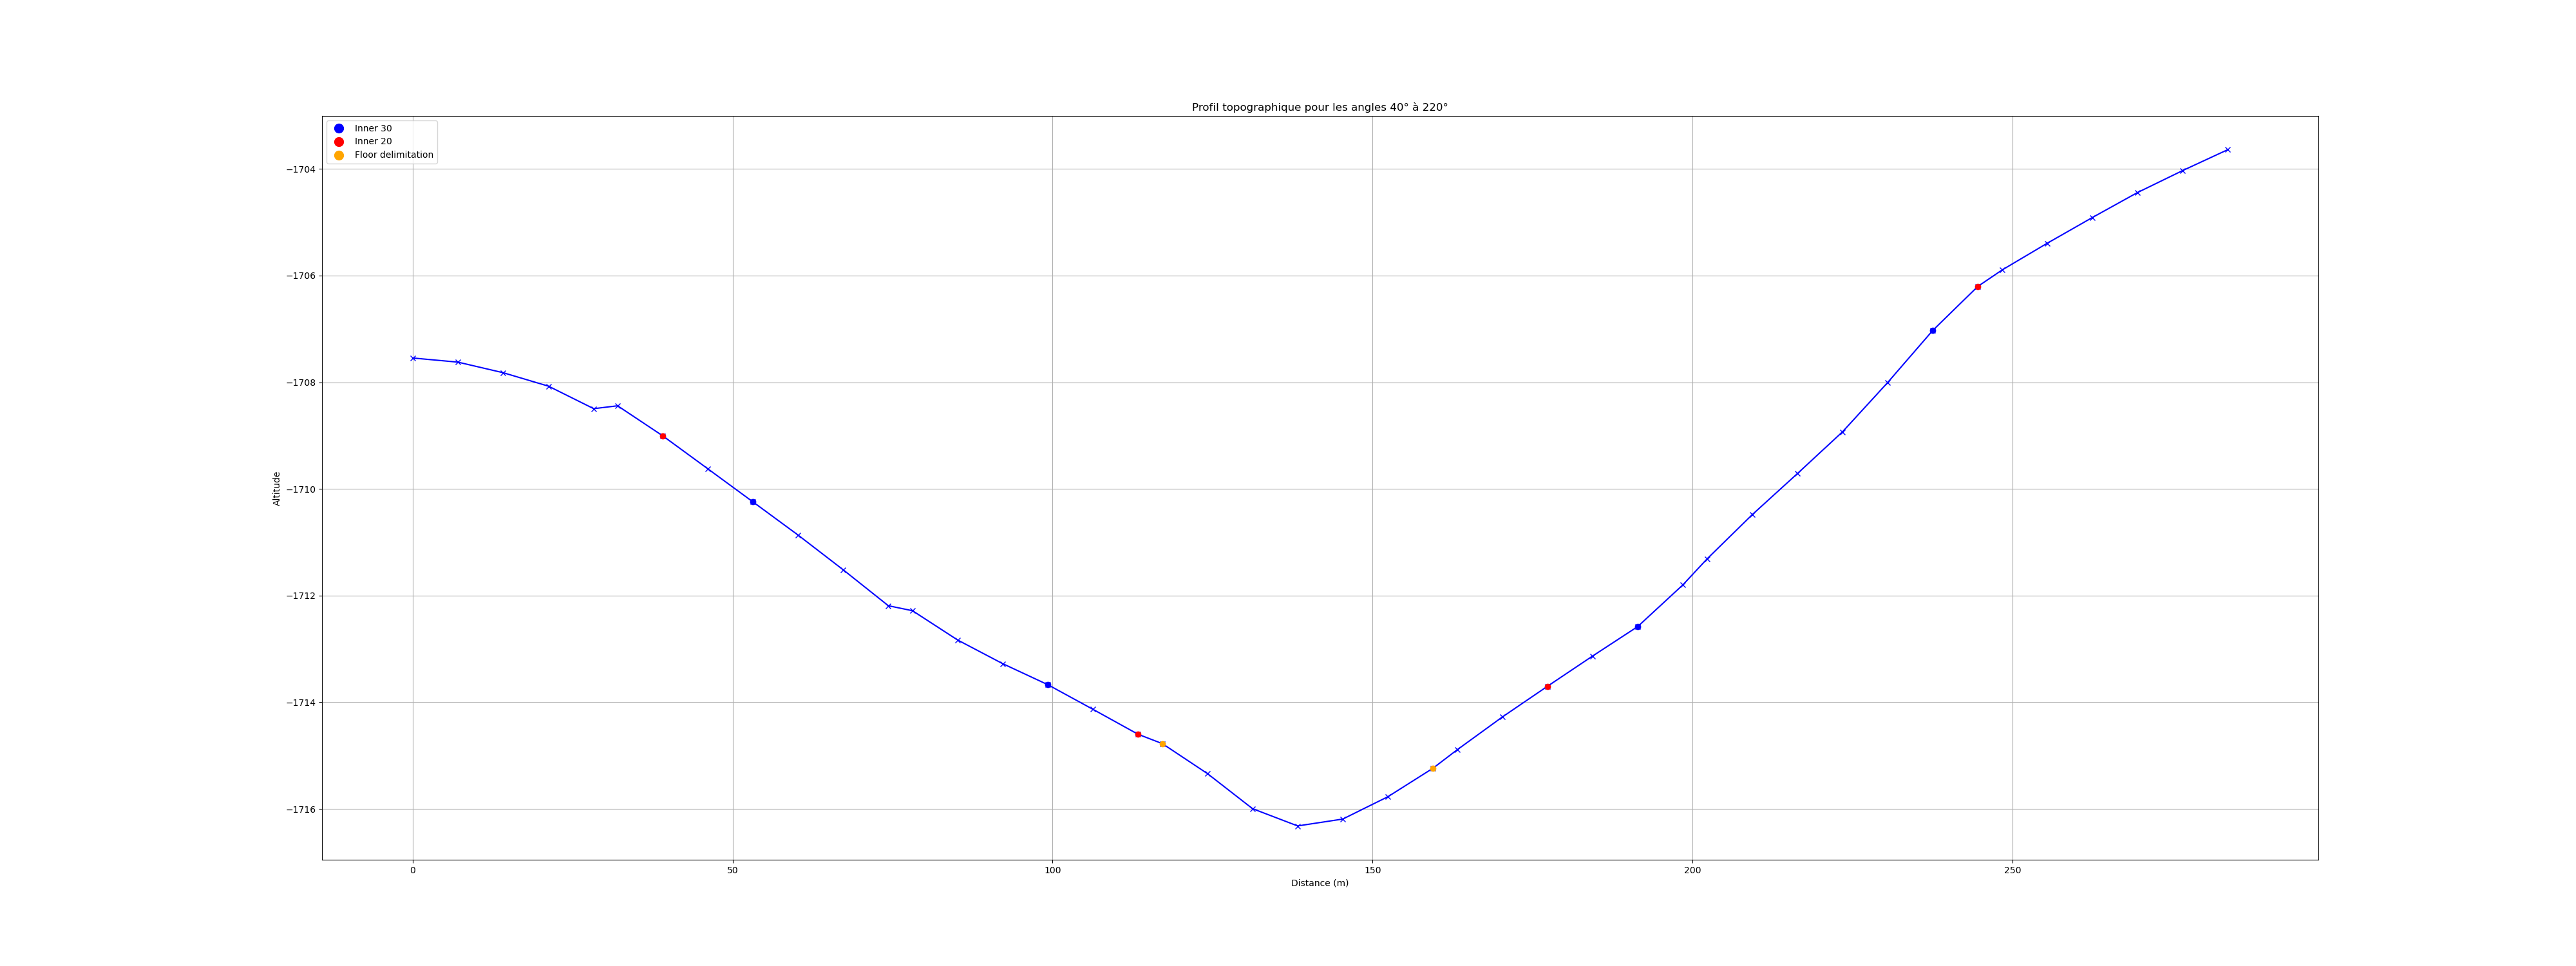 Profil topographique pour les angles 40° à 220°
Inner 30
Inner 20
Floor delimitation
−1704
−1706
−1708
−1710
−1712
−1714
−1716
Altitude
0 50 100 150 200 250
Distance (m)